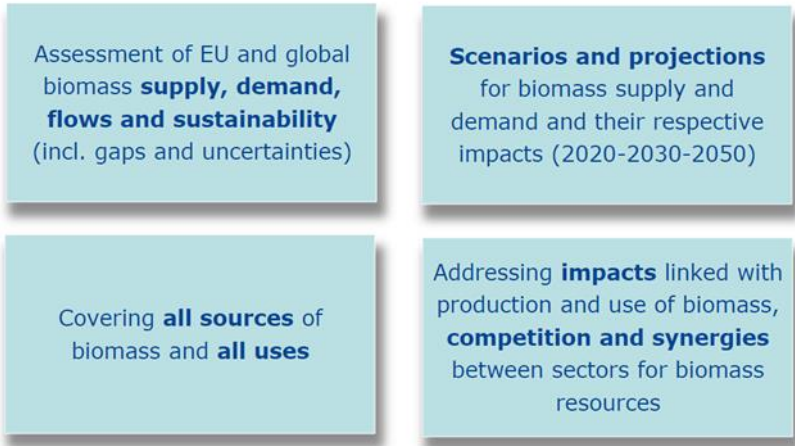 Assessment of EU and global
biomass supply, demand,
flows and sustainability
(incl. gaps and uncertainties)
Scenarios and projections
for biomass supply and
demand and their respective
impacts (2020-2030-2050)
Covering all sources of
biomass and all uses
Addressing impacts linked with
production and use of biomass,
competition and synergies
between sectors for biomass
resources